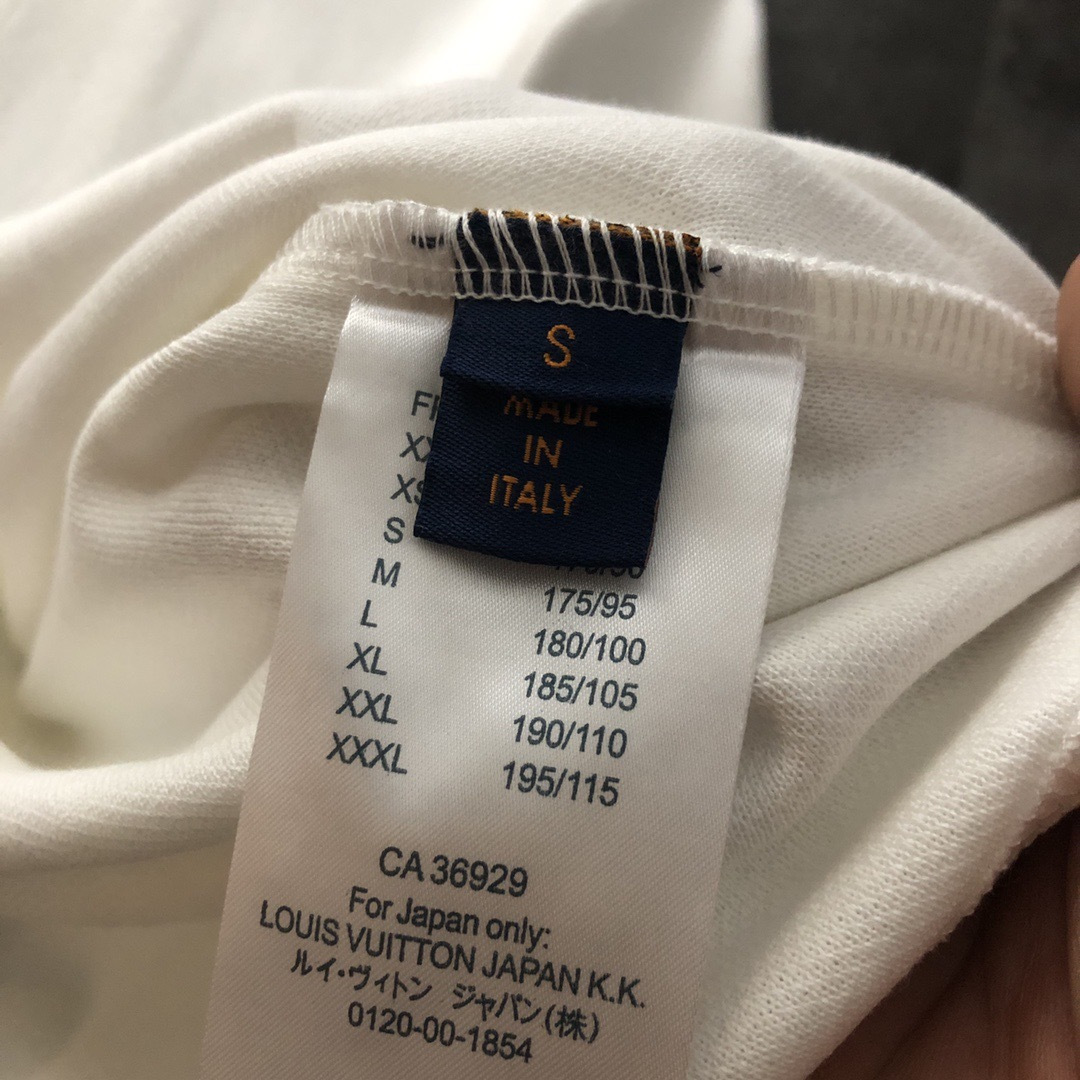 S
MADE
IN
ITALY
S
M 175/95
L 180/100
XL 185/105
XXL 190/110
XXXL 195/115
CA 36929
For Japan only:
LOUIS VUITTON JAPAN K.K.
ルイ・ヴィトン ジャパン(株)
0120-00-1854